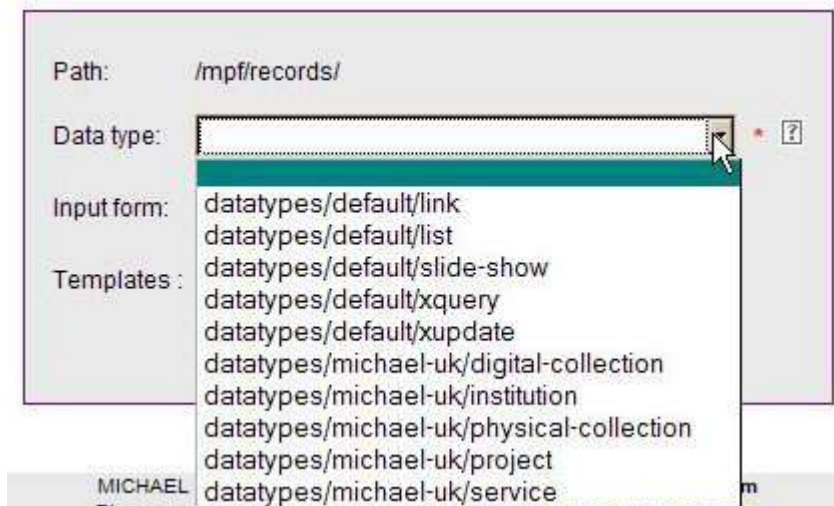 Path: /mpf/records/
Data type: * ?
Input form:
Templates :
datatypes/default/link
datatypes/default/list
datatypes/default/slide-show
datatypes/default/xquery
datatypes/default/xupdate
datatypes/michael-uk/digital-collection
datatypes/michael-uk/institution
datatypes/michael-uk/physical-collection
datatypes/michael-uk/project
datatypes/michael-uk/service
MICHAEL m